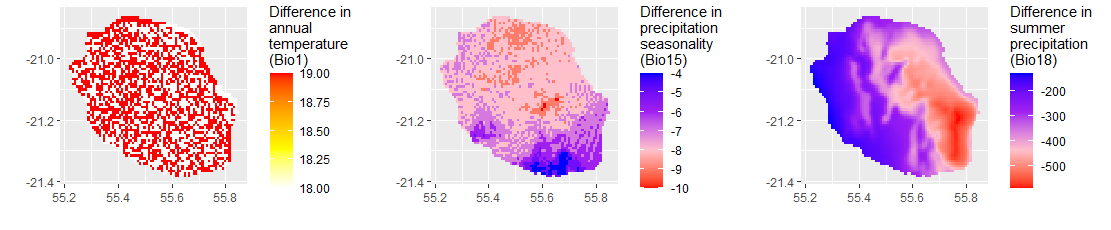 Difference in
annual
temperature
(Bio1)
19.00
18.75
18.50
18.25
18.00
-21.0
-21.2
-21.4
55.2 55.4 55.6 55.8
Difference in
precipitation
seasonality
(Bio15)
-4
-5
-6
-7
-8
-9
-10
-21.0
-21.2
-21.4
55.2 55.4 55.6 55.8
Difference in
summer
precipitation
(Bio18)
-200
-300
-400
-500
-21.0
-21.2
-21.4
55.2 55.4 55.6 55.8